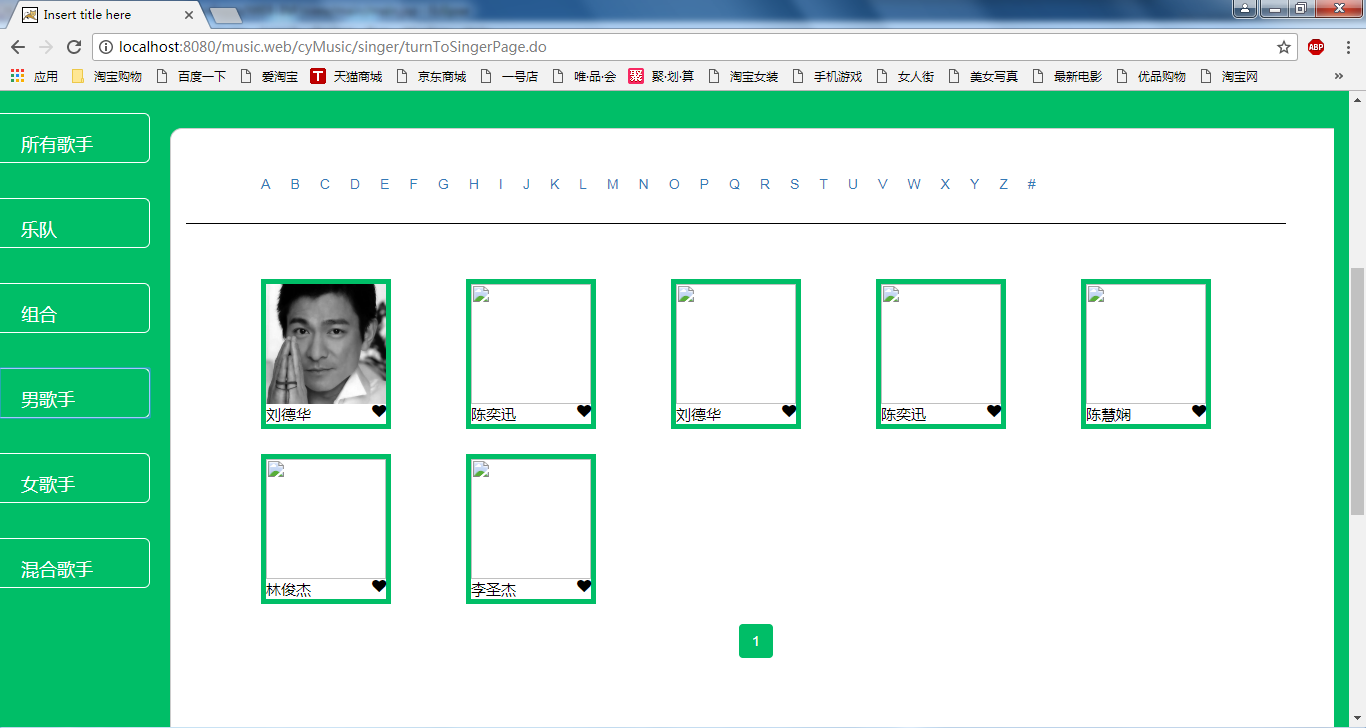 Insert title here
localhost:8080/music.web/cyMusic/singer/turnToSingerPage.do
ABP
应用 淘宝购物 百度一下 爱淘宝 T 天猫商城 京东商城 一号店 唯·品·会 聚 聚·划·算 淘宝女装 手机游戏 女人街 美女写真 最新电影 优品购物 淘宝网 »
所有歌手
乐队
组合
男歌手
女歌手
混合歌手
A B C D E F G H I J K L M N O P Q R S T U V W X Y Z #
刘德华 陈奕迅 刘德华 陈奕迅 陈慧娴
林俊杰 李圣杰
1